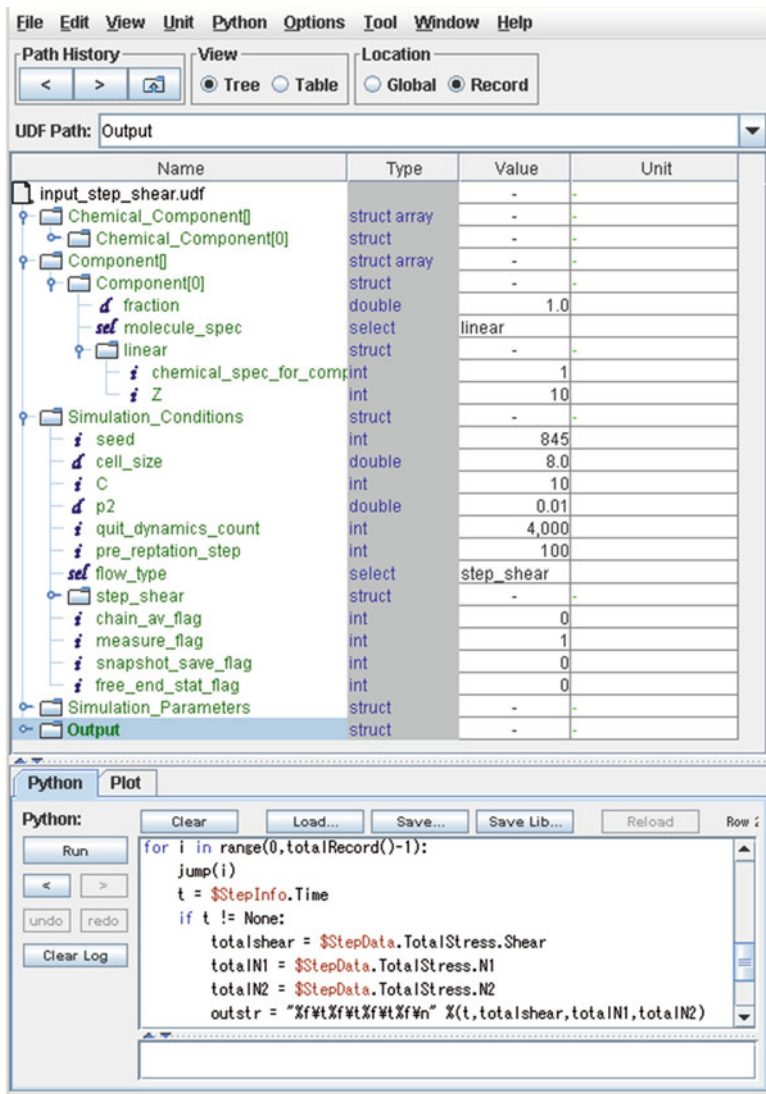 File Edit View Unit Python Options Tool Window Help
Path History View Location
< > Tree Table Global Record
UDF Path: Output
Name Type Value Unit
input_step_shear.udf - -
Chemical_Component[] struct array - -
Chemical_Component[0] struct - -
Component[] struct array - -
Component[0] struct - -
d fraction double 1.0
sel molecule_spec select linear
linear struct - -
i chemical_spec_for_comp int 1
i Z int 10
Simulation_Conditions struct - -
i seed int 845
d cell_size double 8.0
i C int 10
d p2 double 0.01
i quit_dynamics_count int 4,000
i pre_reptation_step int 100
sel flow_type select step_shear
step_shear struct - -
i chain_av_flag int 0
i measure_flag int 1
i snapshot_save_flag int 0
i free_end_stat_flag int 0
Simulation_Parameters struct - -
Output struct - -
Python Plot
Python: Clear Load... Save... Save Lib... Reload Row
Run
< >
undo redo
Clear Log
for i in range(0,totalRecord()-1):
jump(i)
t = $StepInfo.Time
if t != None:
totalshear = $StepData.TotalStress.Shear
totalN1 = $StepData.TotalStress.N1
totalN2 = $StepData.TotalStress.N2
outstr = "%f¥t%f¥t%f¥t%f¥n" %(t,totalshear,totalN1,totalN2)